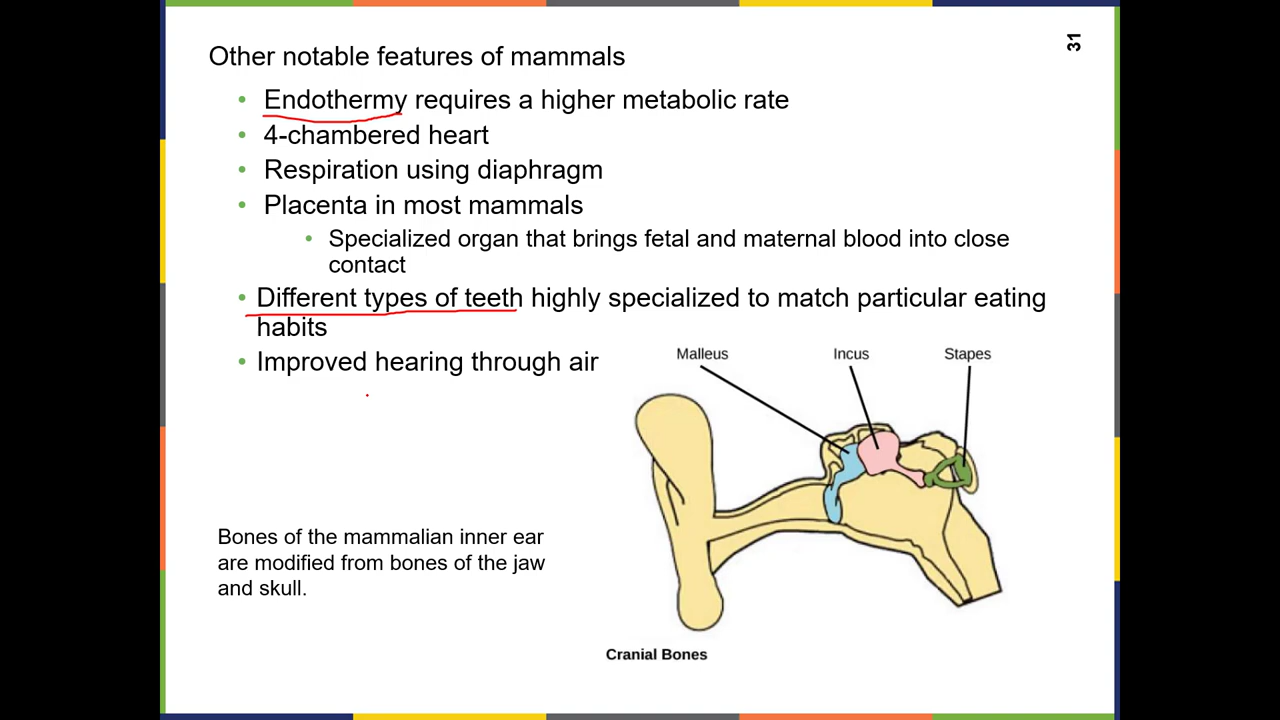 31
Other notable features of mammals
• Endothermy requires a higher metabolic rate
• 4-chambered heart
• Respiration using diaphragm
• Placenta in most mammals
• Specialized organ that brings fetal and maternal blood into close
contact
• Different types of teeth highly specialized to match particular eating
habits
• Improved hearing through air
Malleus Incus Stapes
Bones of the mammalian inner ear
are modified from bones of the jaw
and skull.
Cranial Bones